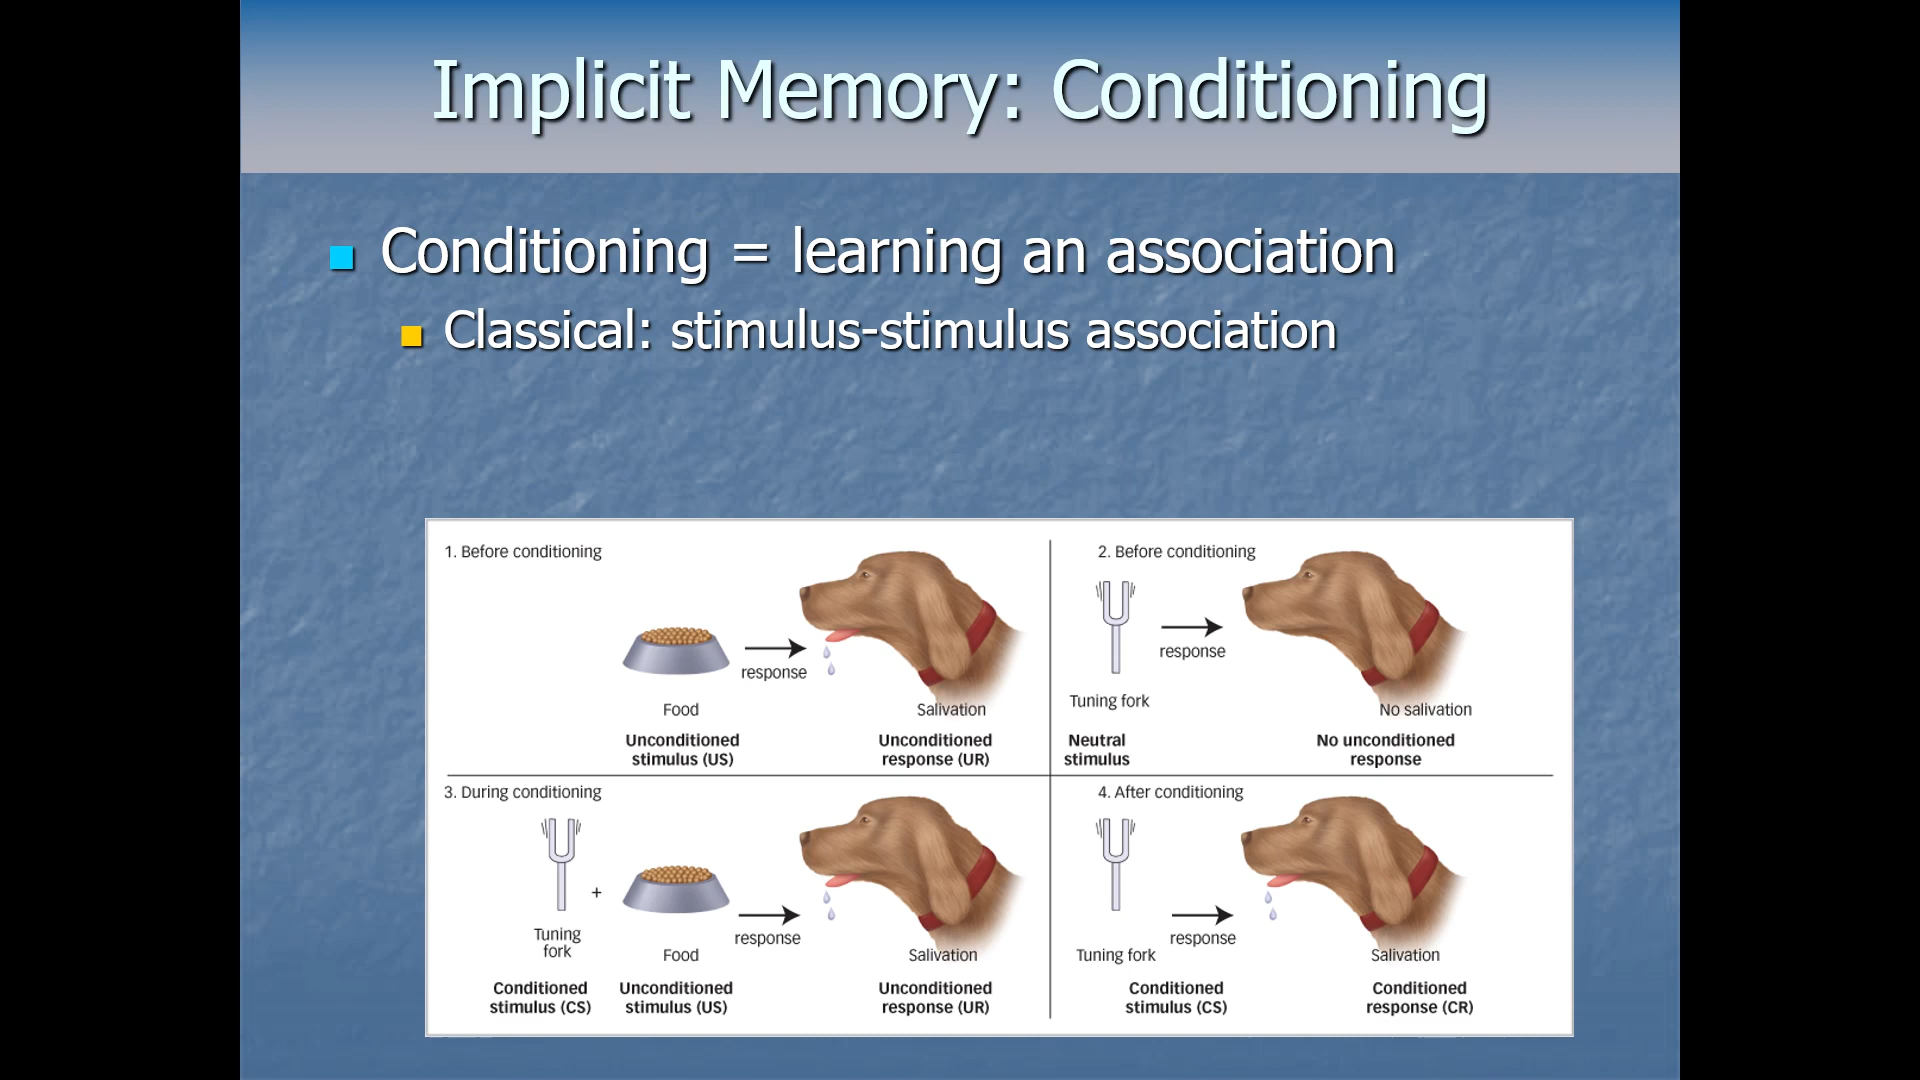 Implicit Memory: Conditioning
Conditioning = learning an association
Classical: stimulus-stimulus association
1. Before conditioning
response
Food
Salivation
Unconditioned
stimulus (US)
Unconditioned
response (UR)
2. Before conditioning
response
Tuning fork
No salivation
Neutral
stimulus
No unconditioned
response
3. During conditioning
+
response
Tuning
fork
Food
Salivation
Conditioned
stimulus (CS)
Unconditioned
stimulus (US)
Unconditioned
response (UR)
4. After conditioning
response
Tuning fork
Salivation
Conditioned
stimulus (CS)
Conditioned
response (CR)